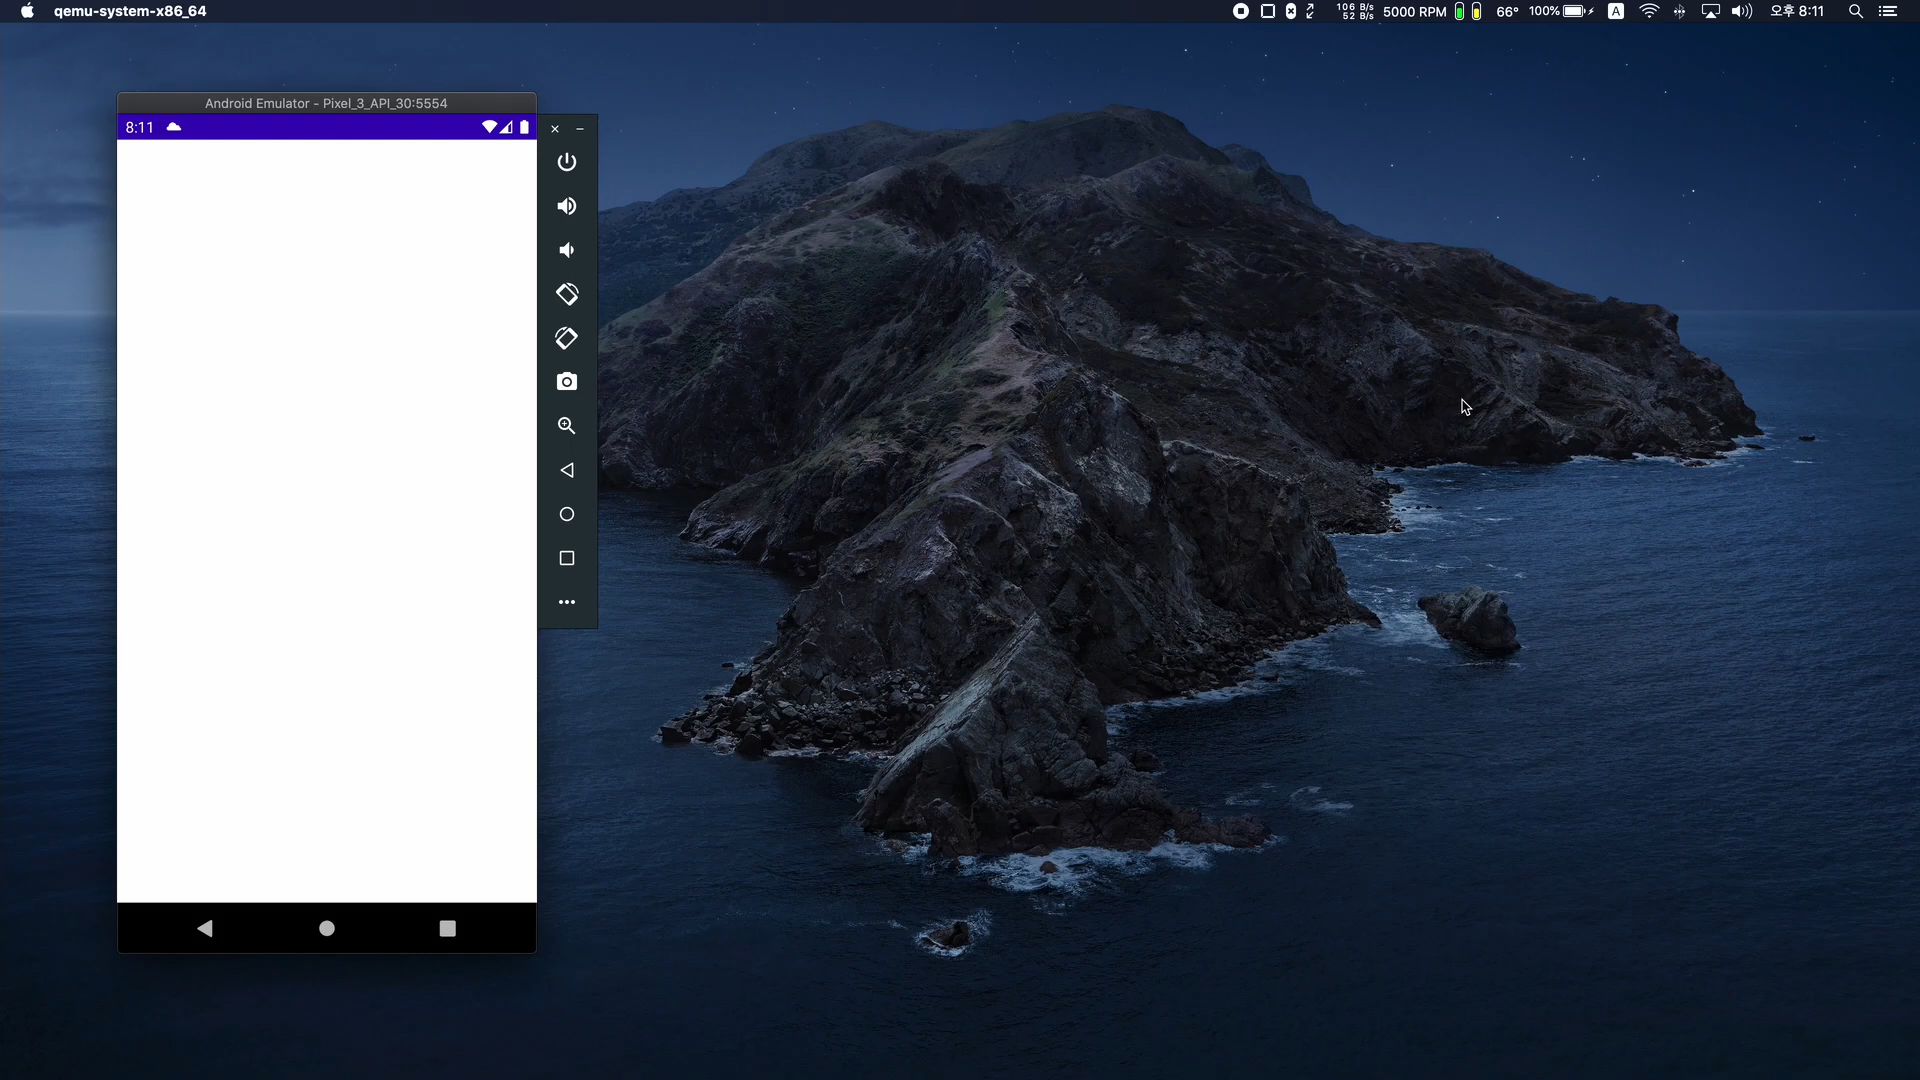 qemu-system-x86_64
106 B/s
52 B/s
5000 RPM
66°
100%
A
오후 8:11
Android Emulator - Pixel_3_API_30:5554
8:11